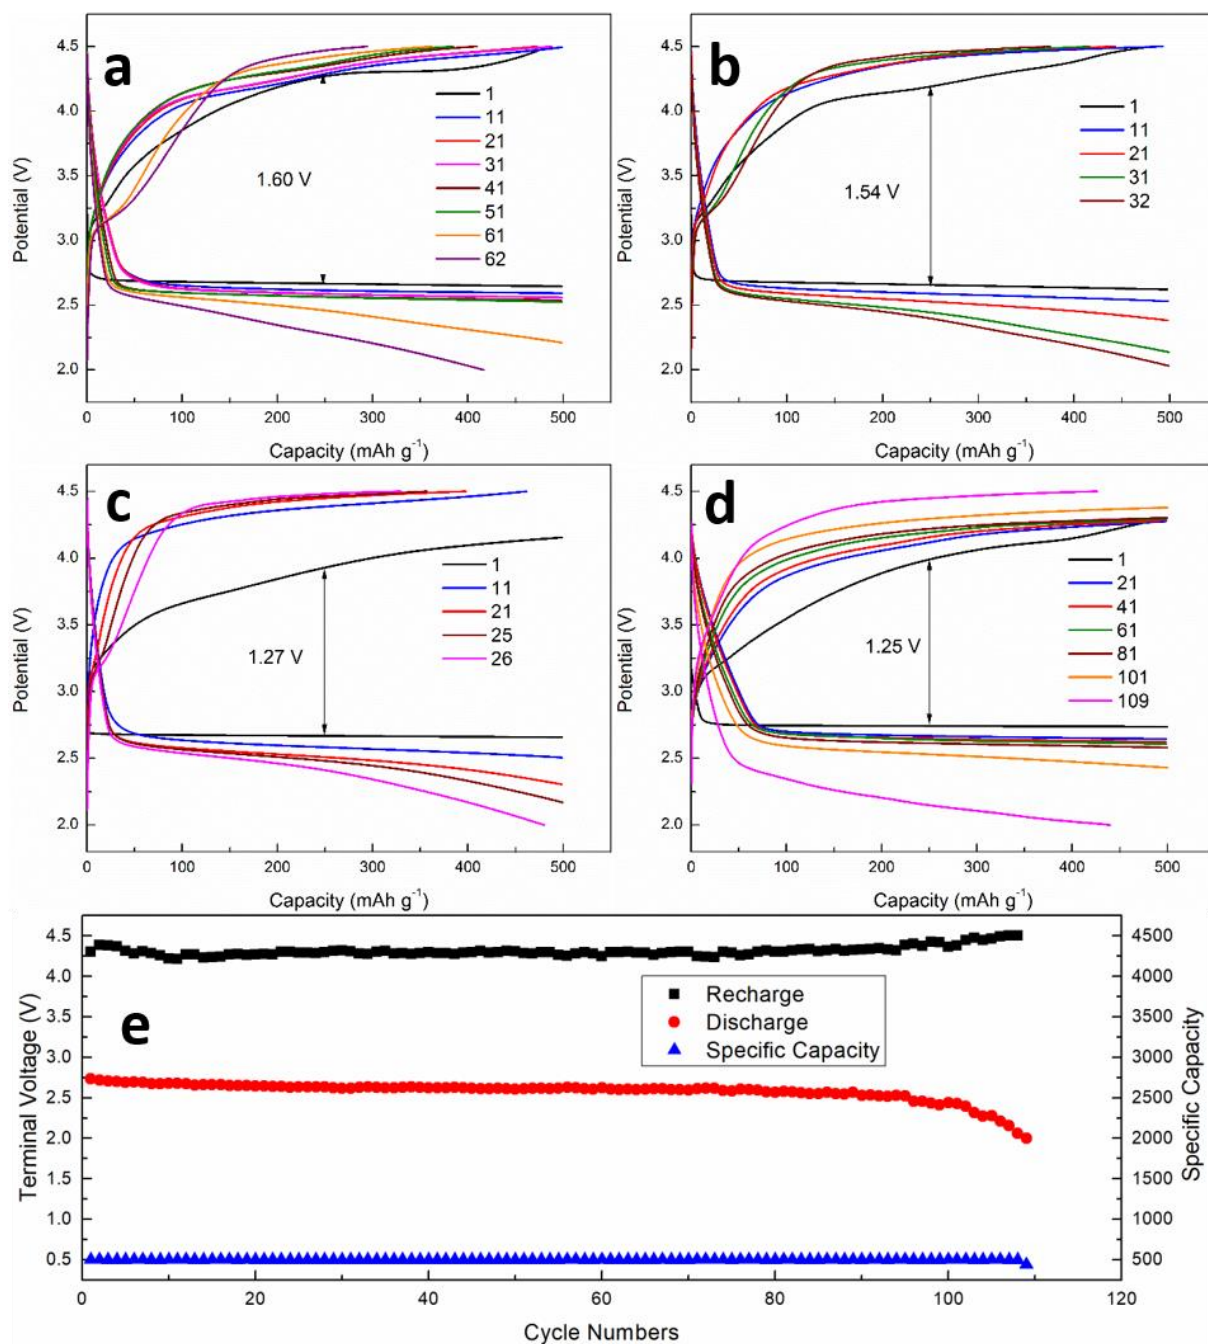 a
4.5
4.0
3.5
3.0
2.5
2.0
Potential (V)
1.60 V
1
11
21
31
41
51
61
62
0 100 200 300 400 500
Capacity (mAh g⁻¹)
b
4.5
4.0
3.5
3.0
2.5
2.0
Potential (V)
1.54 V
1
11
21
31
32
0 100 200 300 400 500
Capacity (mAh g⁻¹)
c
4.5
4.0
3.5
3.0
2.5
2.0
Potential (V)
1.27 V
1
11
21
25
26
0 100 200 300 400 500
Capacity (mAh g⁻¹)
d
4.5
4.0
3.5
3.0
2.5
2.0
Potential (V)
1.25 V
1
21
41
61
81
101
109
0 100 200 300 400 500
Capacity (mAh g⁻¹)
e
4.5
4.0
3.5
3.0
2.5
2.0
1.5
1.0
0.5
Terminal Voltage (V)
Recharge
Discharge
Specific Capacity
4500
4000
3500
3000
2500
2000
1500
1000
500
Specific Capacity
0 20 40 60 80 100 120
Cycle Numbers